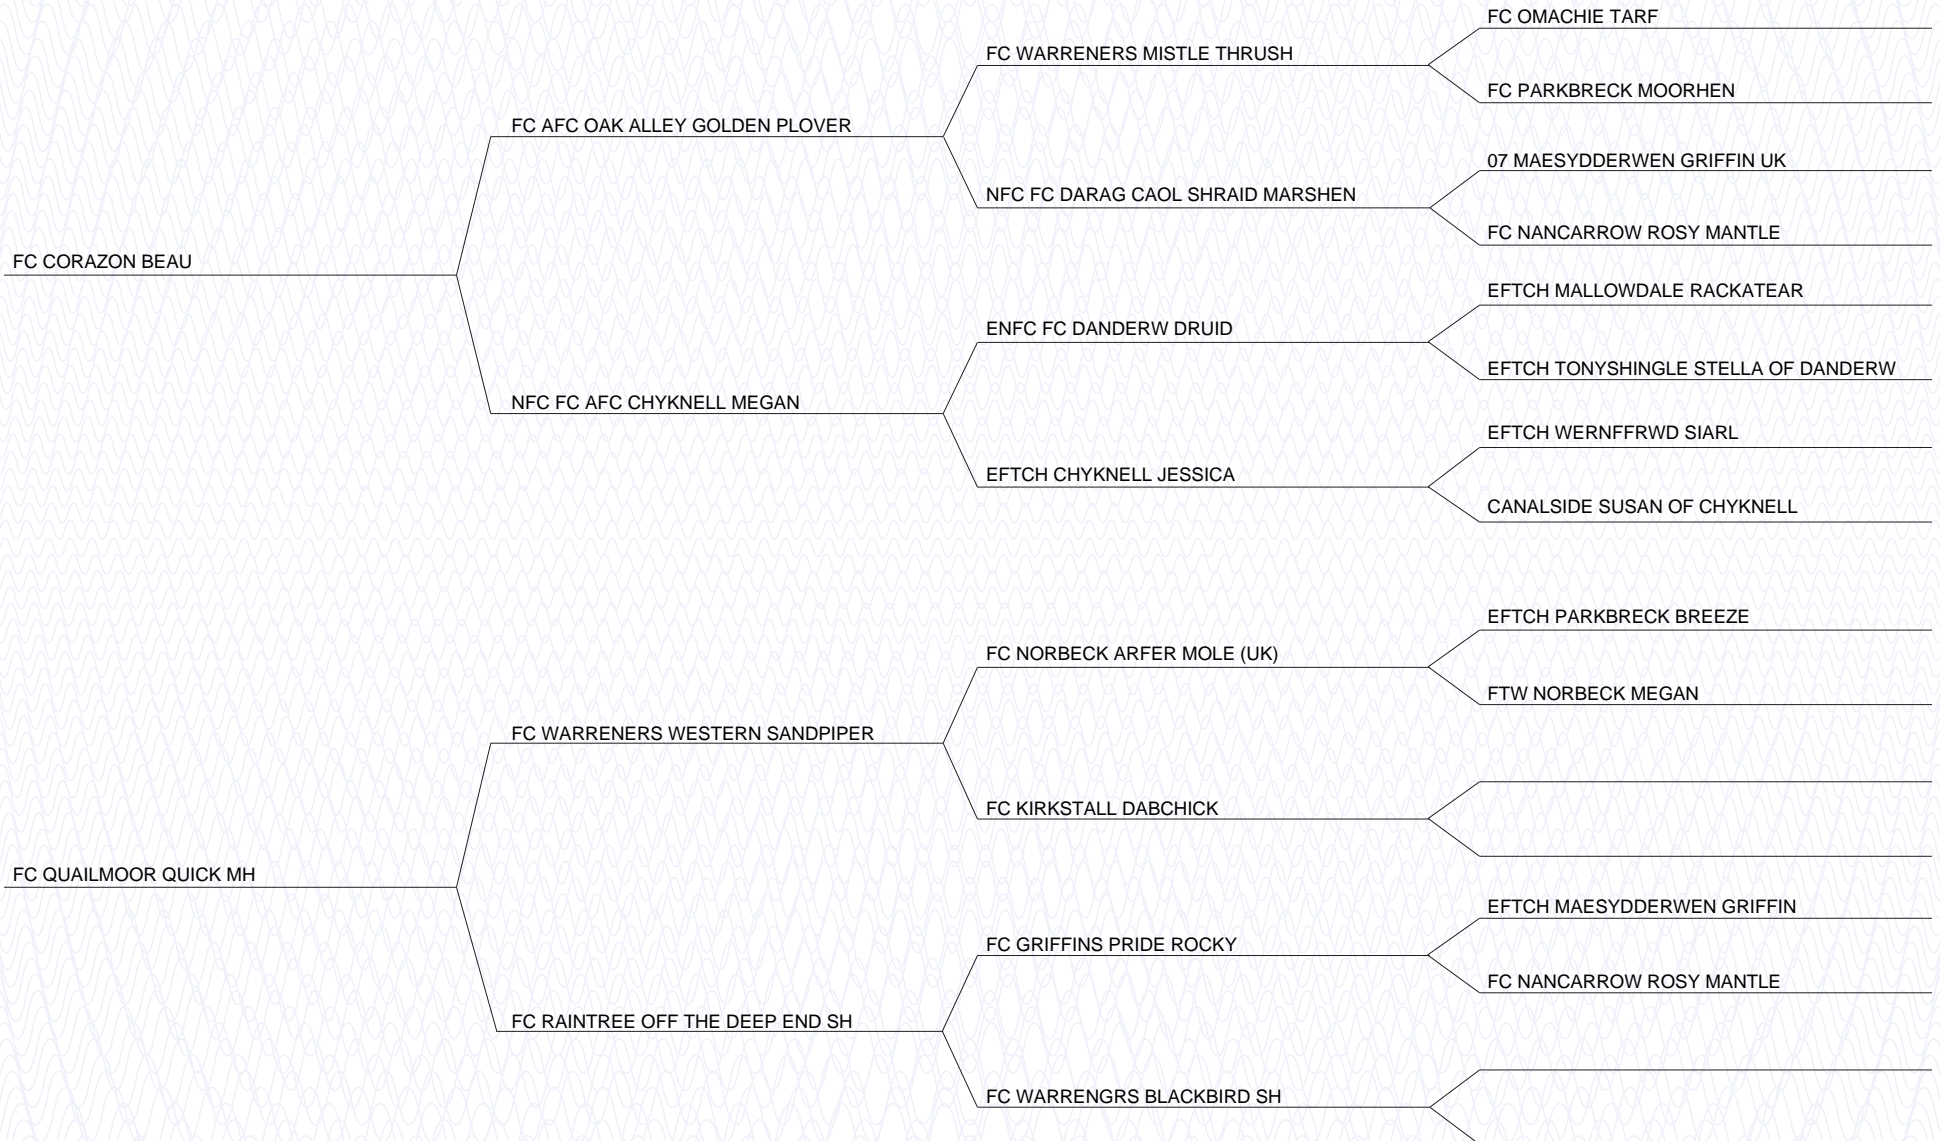 FC OMACHIE TARF
FC WARRENERS MISTLE THRUSH
FC PARKBRECK MOORHEN
FC AFC OAK ALLEY GOLDEN PLOVER
07 MAESYDDERWEN GRIFFIN UK
NFC FC DARAG CAOL SHRAID MARSHEN
FC NANCARROW ROSY MANTLE
FC CORAZON BEAU
EFTCH MALLOWDALE RACKATEAR
ENFC FC DANDERW DRUID
EFTCH TONYSHINGLE STELLA OF DANDERW
NFC FC AFC CHYKNELL MEGAN
EFTCH WERNFFRWD SIARL
EFTCH CHYKNELL JESSICA
CANALSIDE SUSAN OF CHYKNELL
EFTCH PARKBRECK BREEZE
FC NORBECK ARFER MOLE (UK)
FTW NORBECK MEGAN
FC WARRENERS WESTERN SANDPIPER
FC KIRKSTALL DABCHICK
FC QUAILMOOR QUICK MH
EFTCH MAESYDDERWEN GRIFFIN
FC GRIFFINS PRIDE ROCKY
FC NANCARROW ROSY MANTLE
FC RAINTREE OFF THE DEEP END SH
FC WARRENGRS BLACKBIRD SH